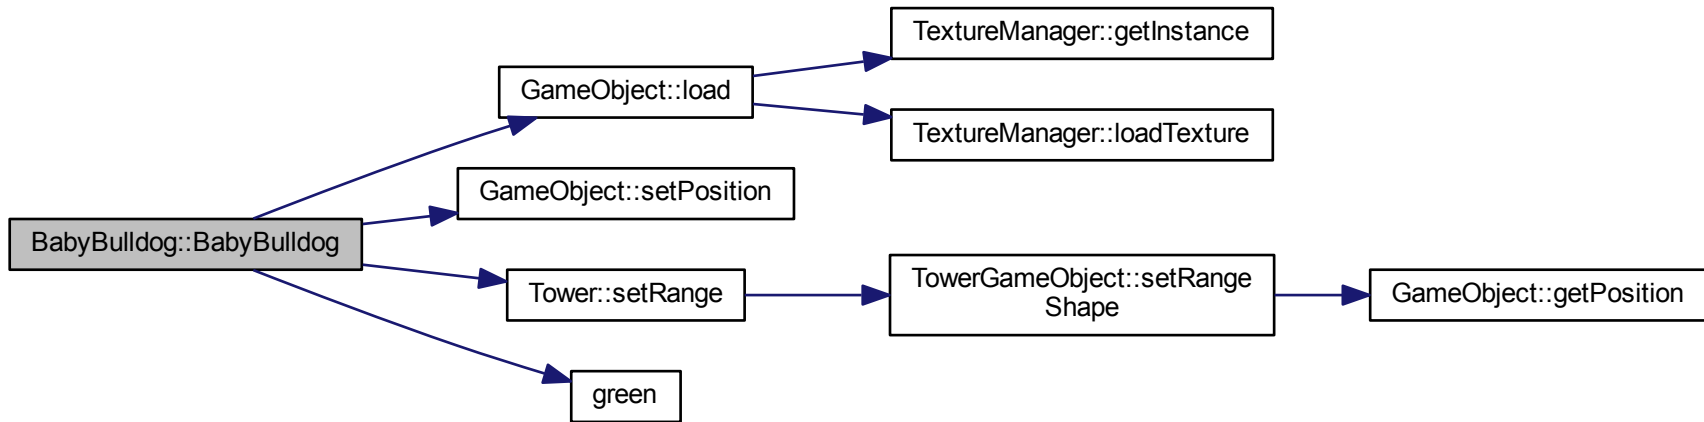 TextureManager::getInstance
GameObject::load
TextureManager::loadTexture
GameObject::setPosition
BabyBulldog::BabyBulldog
Tower::setRange
TowerGameObject::setRange
Shape
GameObject::getPosition
green